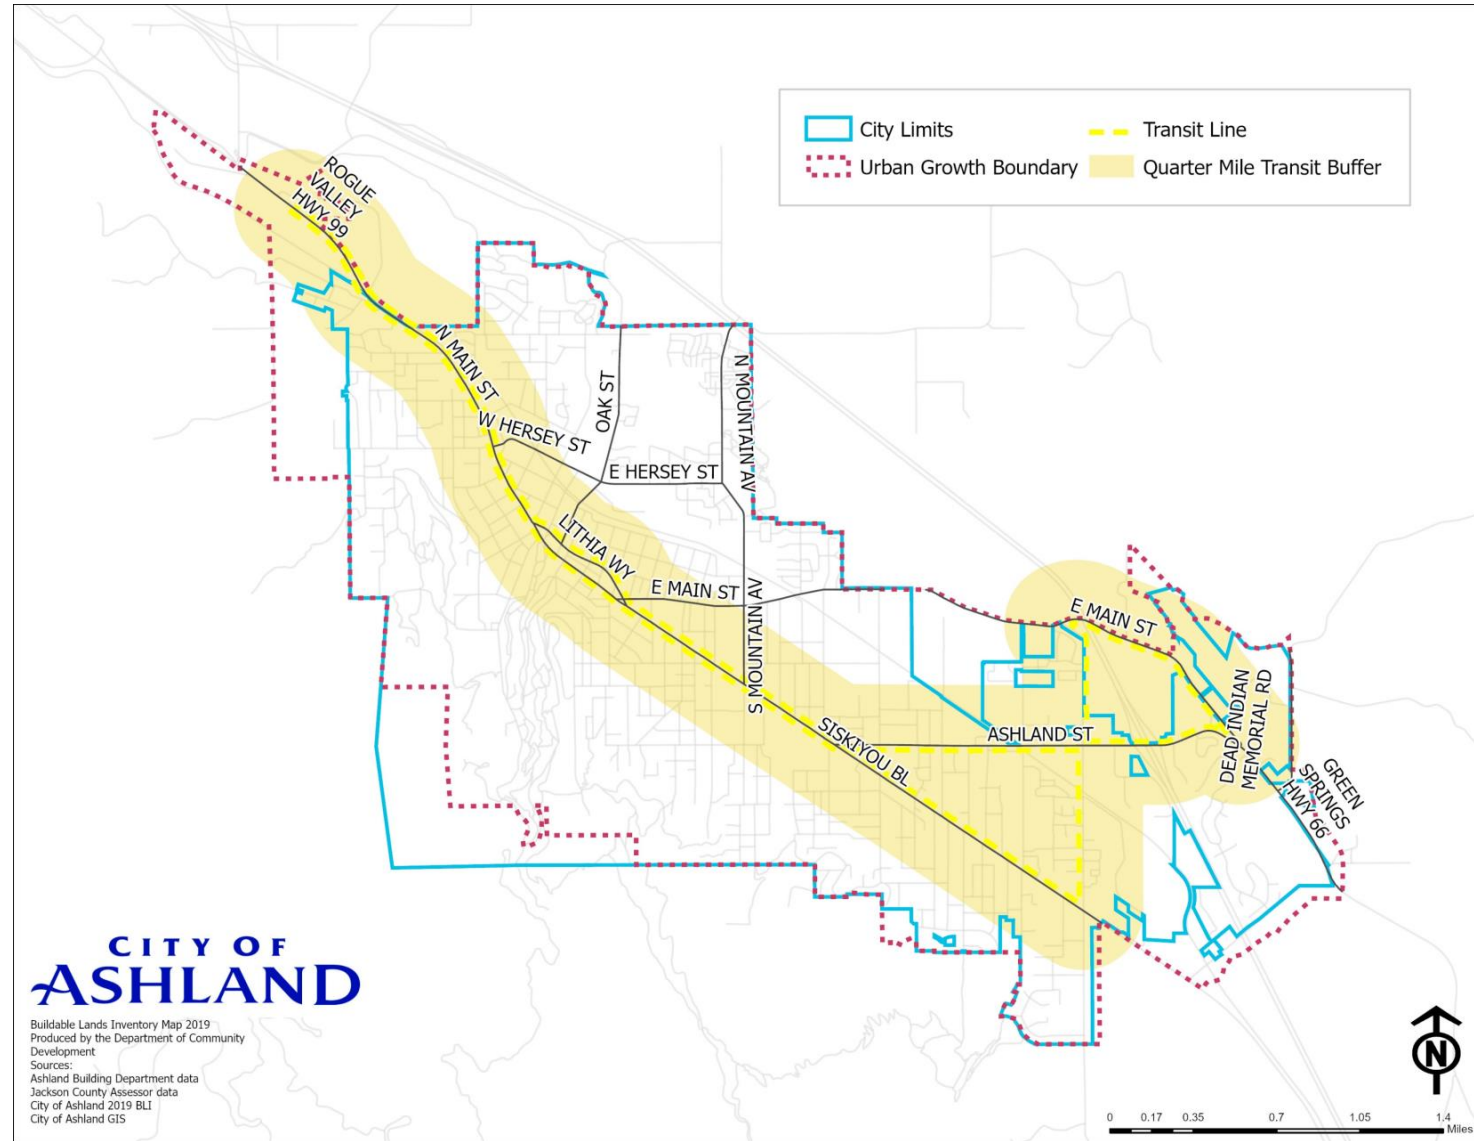 City Limits
Transit Line
Urban Growth Boundary
Quarter Mile Transit Buffer
ROGUE
VALLEY
HWY 99
N MAIN ST
W HERSEY ST
OAK ST
E HERSEY ST
N MOUNTAIN AV
LITHIA WY
E MAIN ST
S MOUNTAIN AV
E MAIN ST
SISKIYOU BL
ASHLAND ST
DEAD INDIAN
MEMORIAL RD
GREEN
SPRINGS
HWY 66
CITY OF
ASHLAND
Buildable Lands Inventory Map 2019
Produced by the Department of Community
Development
Sources:
Ashland Building Department data
Jackson County Assessor data
City of Ashland 2019 BLI
City of Ashland GIS
N
0 0.17 0.35 0.7 1.05 1.4
Miles